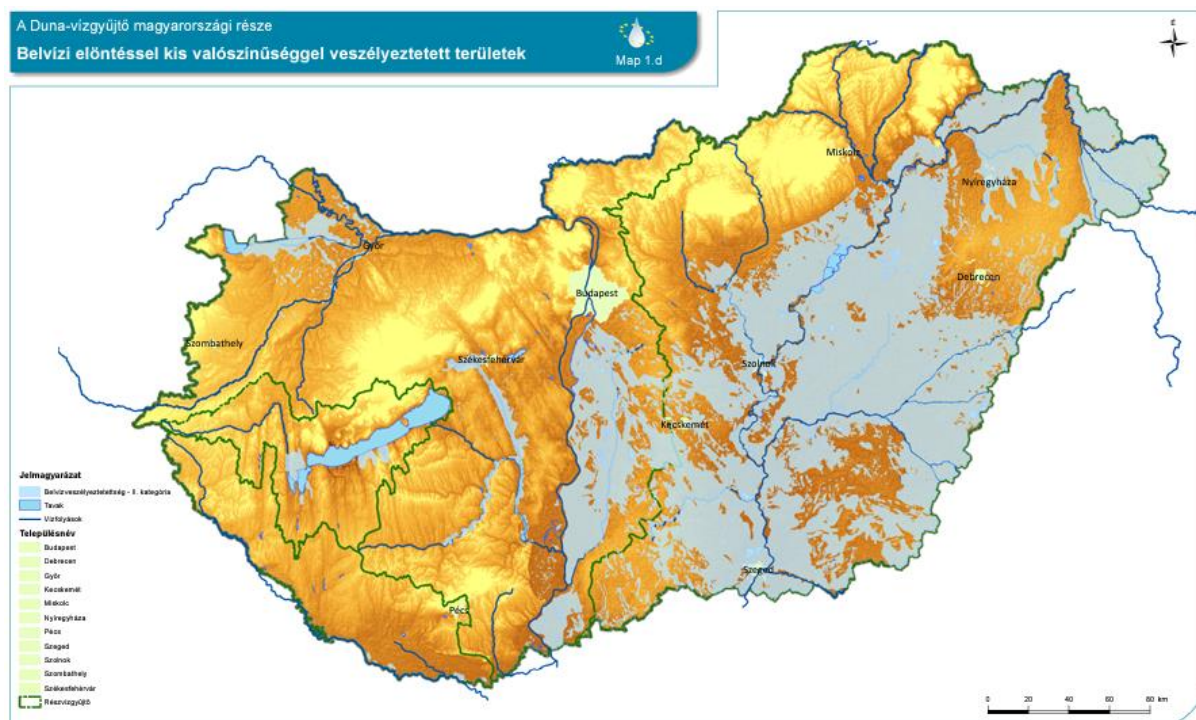 A Duna-vízgyűjtő magyarországi része
Belvízi elöntéssel kis valószínűséggel veszélyeztetett területek
Map 1.d
É
Miskolc
Nyíregyháza
Győr
Debrecen
Budapest
Szombathely
Székesfehérvár
Szolnok
Kecskemét
Szeged
Pécs
Jelmagyarázat
Belvízveszélyeztetettség - II. kategória
Tavak
Vízfolyások
Településnév
Budapest
Debrecen
Győr
Kecskemét
Miskolc
Nyíregyháza
Pécs
Szeged
Szolnok
Szombathely
Székesfehérvár
Részvízgyűjtő
0 20 40 60 80 km